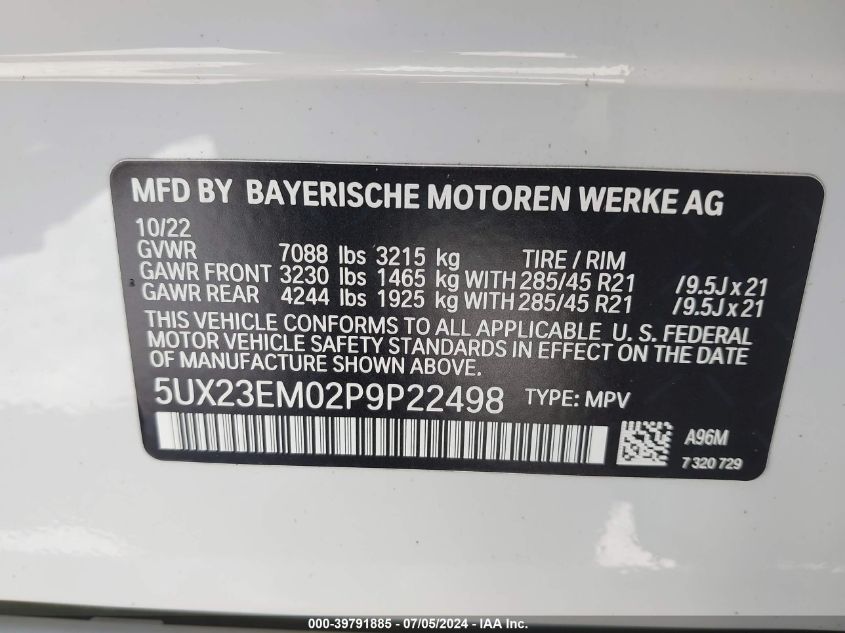 MFD BY BAYERISCHE MOTOREN WERKE AG
10/22
GVWR 7088 lbs 3215 kg TIRE / RIM
GAWR FRONT 3230 lbs 1465 kg WITH 285/45 R21 /9.5J x 21
GAWR REAR 4244 lbs 1925 kg WITH 285/45 R21 /9.5J x 21
THIS VEHICLE CONFORMS TO ALL APPLICABLE U. S. FEDERAL
MOTOR VEHICLE SAFETY STANDARDS IN EFFECT ON THE DATE
OF MANUFACTURE SHOWN ABOVE.
5UX23EM02P9P22498 TYPE: MPV
A96M
7 320 729
000-39791885 - 07/05/2024 - IAA Inc.